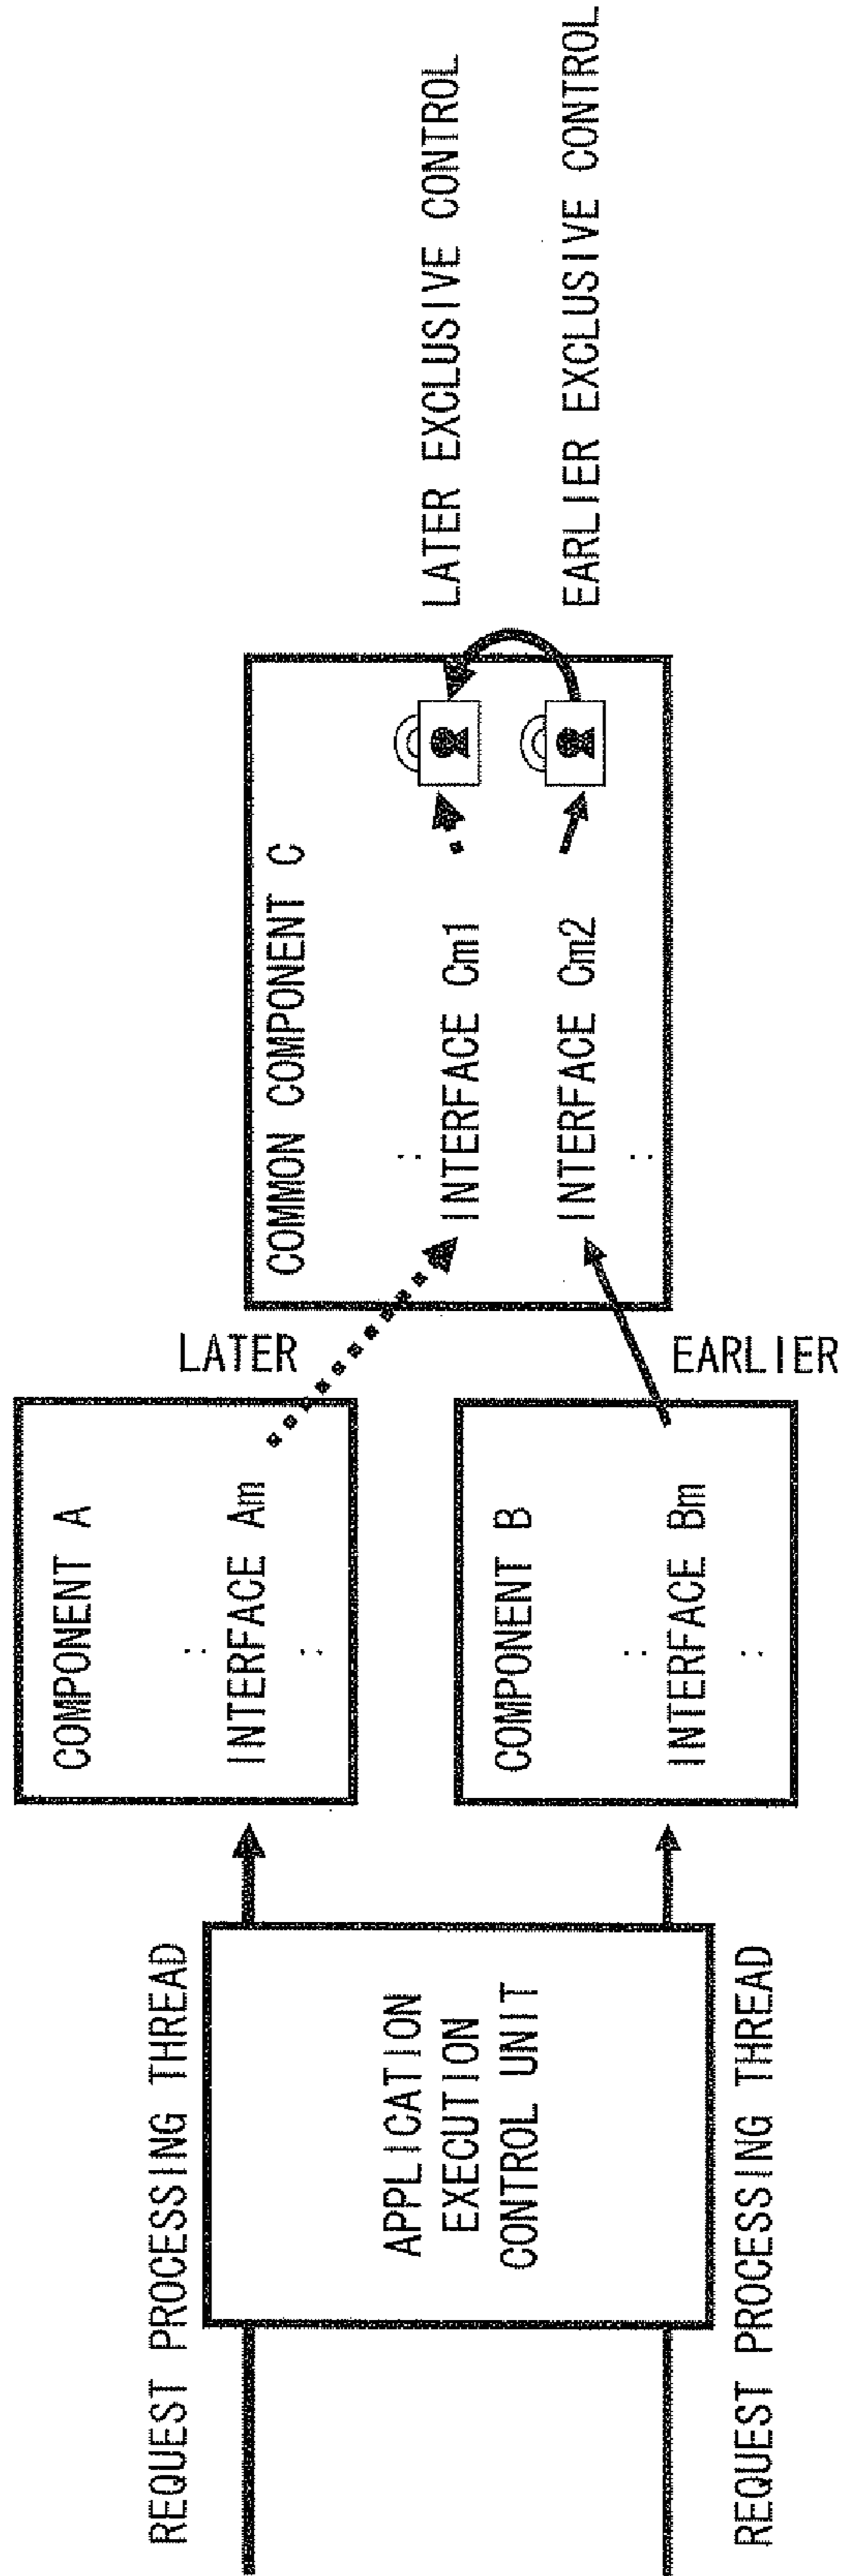 REQUEST PROCESSING THREAD
APPLICATION
EXECUTION
CONTROL UNIT
REQUEST PROCESSING THREAD
COMPONENT A
INTERFACE Am
LATER
COMPONENT B
INTERFACE Bm
EARLIER
COMMON COMPONENT C
INTERFACE Cm1
INTERFACE Cm2
LATER EXCLUSIVE CONTROL
EARLIER EXCLUSIVE CONTROL